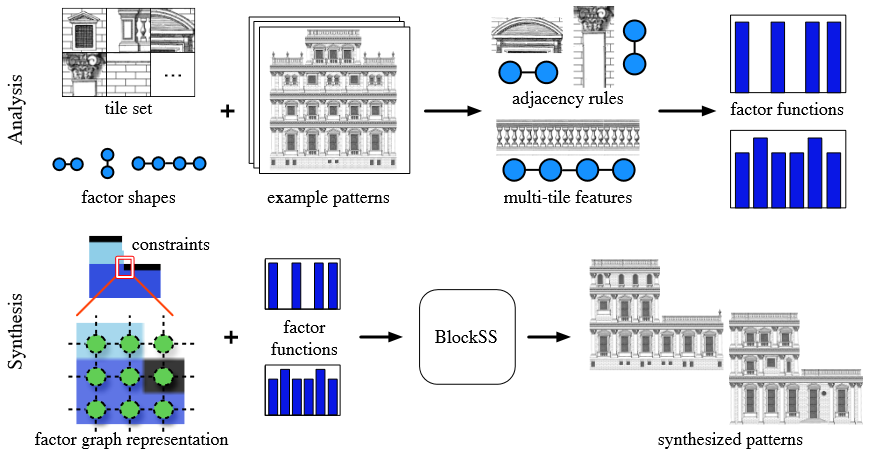 Analysis
tile set
+
...
adjacency rules
factor functions
factor shapes
example patterns
multi-tile features
Synthesis
constraints
+
factor
functions
BlockSS
factor graph representation
synthesized patterns